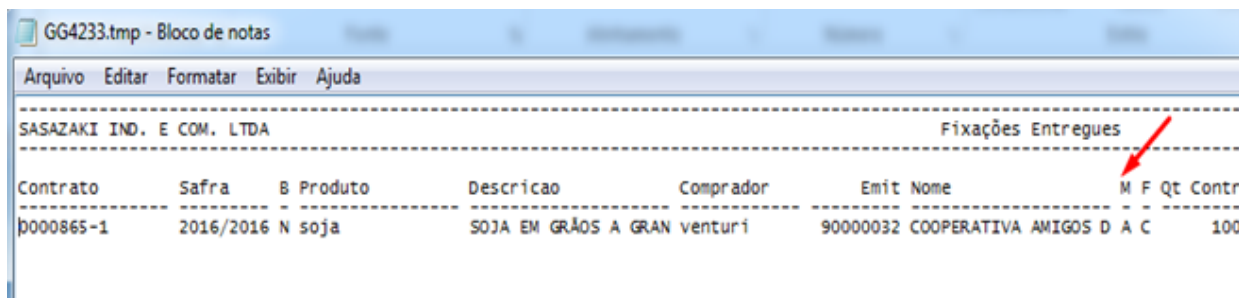 GG4233.tmp - Bloco de notas
Arquivo Editar Formatar Exibir Ajuda
SASAZAKI IND. E COM. LTDA Fixações Entregues
Contrato Safra B Produto Descricao Comprador Emit Nome M F Qt Contr
0000865-1 2016/2016 N soja SOJA EM GRÃOS A GRAN venturi 90000032 COOPERATIVA AMIGOS D A C 100